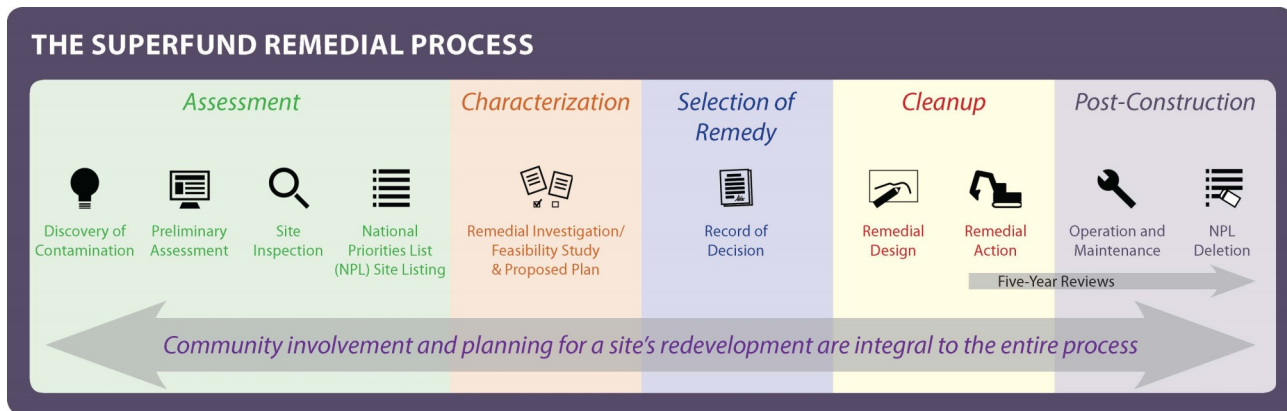 THE SUPERFUND REMEDIAL PROCESS
Assessment
Discovery of
Contamination
Preliminary
Assessment
Site
Inspection
National
Priorities List
(NPL) Site Listing
Characterization
Remedial Investigation/
Feasibility Study
& Proposed Plan
Selection of
Remedy
Record of
Decision
Cleanup
Remedial
Design
Remedial
Action
Post-Construction
Operation and
Maintenance
NPL
Deletion
Five-Year Reviews
Community involvement and planning for a site's redevelopment are integral to the entire process